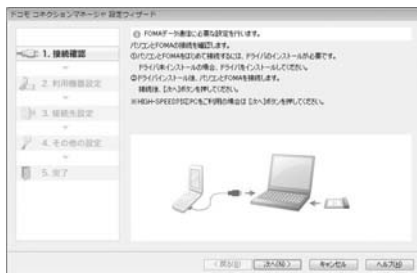 ドコモ コネクションマネージャ 設定ウィザード
1. 接続確認
2. 利用機器設定
3. 接続先設定
4. その他の設定
5. 完了
FOMAデータ通信に必要な設定を行います。
パソコンとFOMAの接続を確認します。
①パソコンとFOMAをはじめて接続するには、ドライバのインストールが必要です。
ドライバ未インストールの場合、ドライバをインストールしてください。
②ドライバインストール後、パソコンとFOMAを接続します。
接続後、[次へ]ボタンを押してください。
※HIGH-SPEED対応PCをご利用の場合は [次へ]ボタンを押してください。
< 戻る(B)
次へ(N) >
キャンセル
ヘルプ(H)